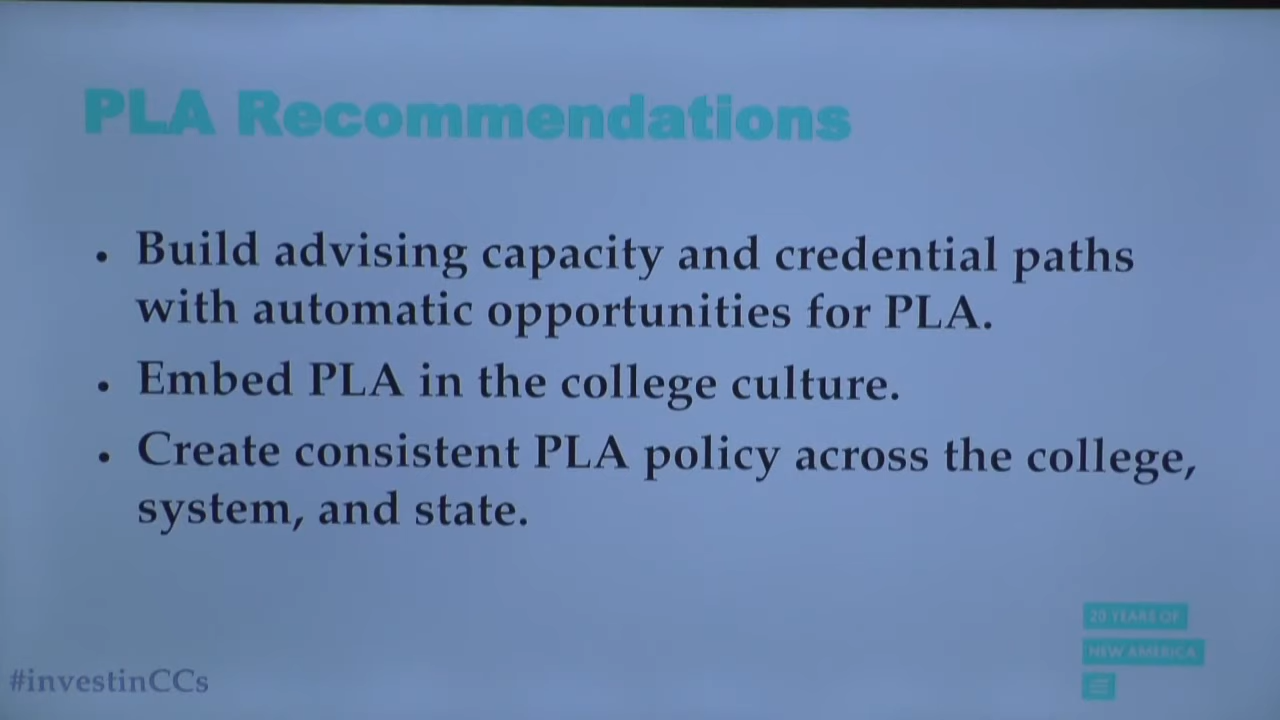 PLA Recommendations
• Build advising capacity and credential paths
with automatic opportunities for PLA.
• Embed PLA in the college culture.
• Create consistent PLA policy across the college,
system, and state.
20 YEARS OF
NEW AMERICA
#investinCCs